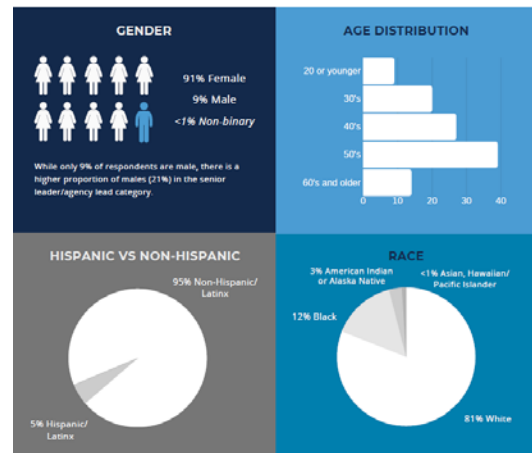 GENDER
91% Female
9% Male
<1% Non-binary
While only 9% of respondents are male, there is a
higher proportion of males (21%) in the senior
leader/agency lead category.
AGE DISTRIBUTION
20 or younger
30's
40's
50's
60's and older
0
10
20
30
40
HISPANIC VS NON-HISPANIC
95% Non-Hispanic/
Latinx
5% Hispanic/
Latinx
RACE
3% American Indian
or Alaska Native
<1% Asian, Hawaiian/
Pacific Islander
12% Black
81% White